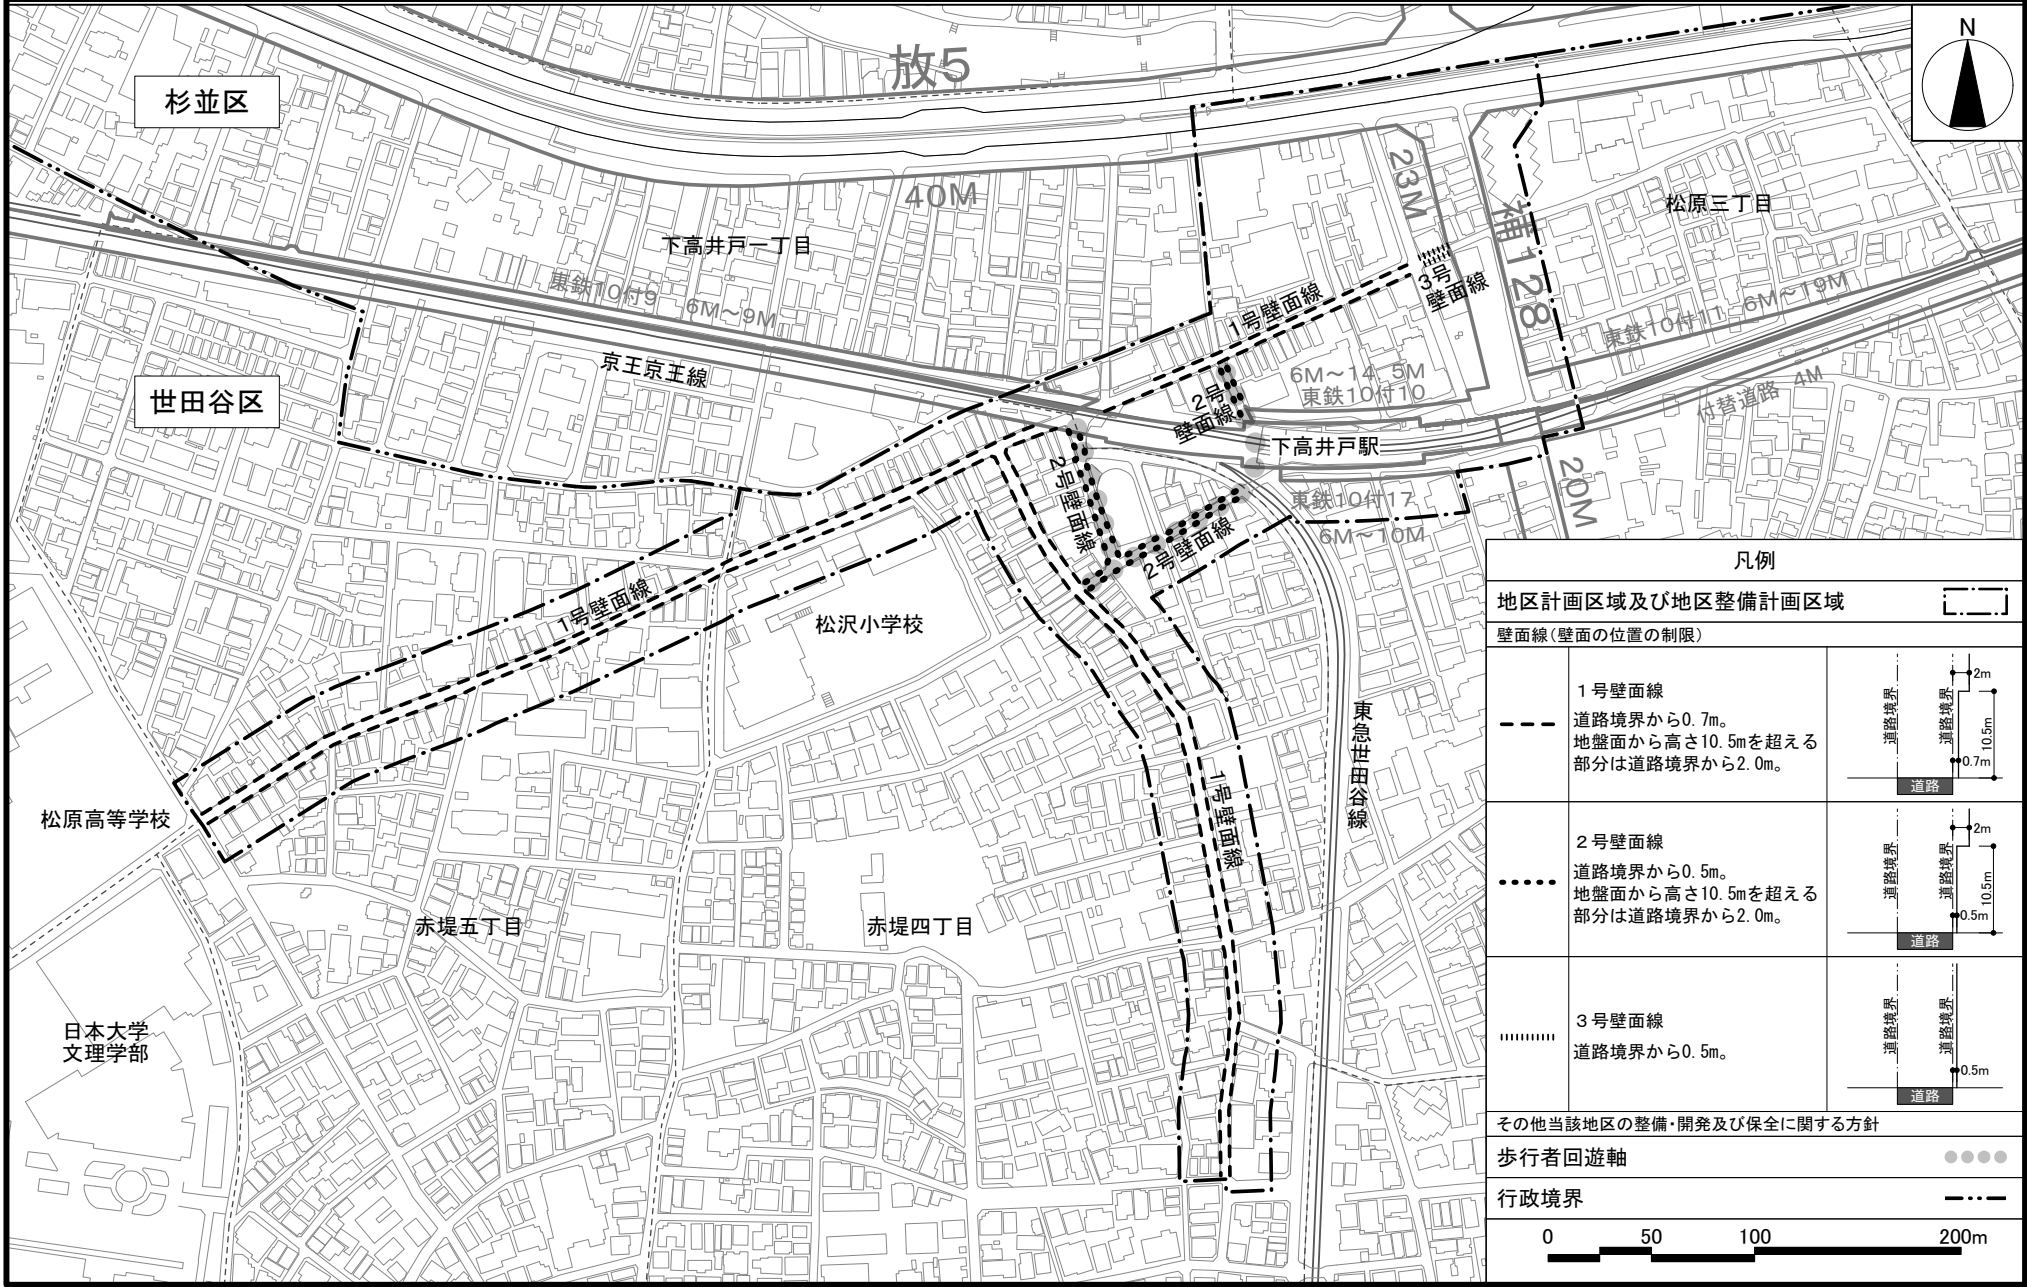 放5
N
杉並区
40M
23M
補128
松原三丁目
下高井戸一丁目
東鉄10付9 6M～9M
1号壁面線
3号
壁面線
東鉄10付11 6M～19M
京王京王線
世田谷区
6M～14.5M
東鉄10付10
2号
壁面線
付替道路 4M
下高井戸駅
2号壁面線
東鉄10付17
6M～10M
20M
2号壁面線
1号壁面線
松沢小学校
東急世田谷線
1号壁面線
松原高等学校
赤堤五丁目
赤堤四丁目
日本大学
文理学部
凡例
地区計画区域及び地区整備計画区域
壁面線(壁面の位置の制限)
1号壁面線
道路境界から0.7m。
地盤面から高さ10.5mを超える
部分は道路境界から2.0m。
道路境界
道路境界
2m
10.5m
0.7m
道路
2号壁面線
道路境界から0.5m。
地盤面から高さ10.5mを超える
部分は道路境界から2.0m。
道路境界
道路境界
2m
10.5m
0.5m
道路
3号壁面線
道路境界から0.5m。
道路境界
道路境界
0.5m
道路
その他当該地区の整備・開発及び保全に関する方針
歩行者回遊軸
行政境界
0 50 100 200m